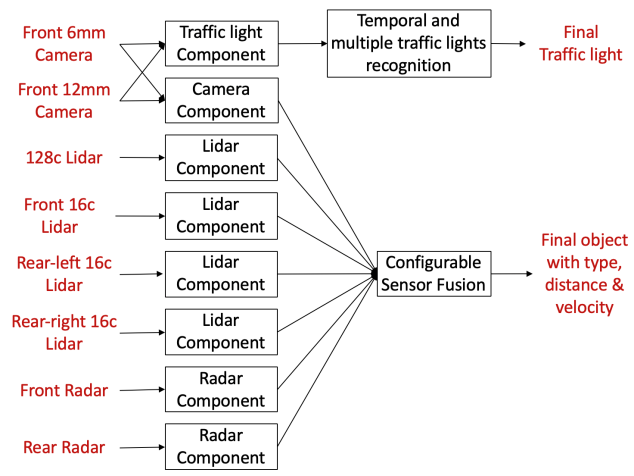 Front 6mm
Camera
Traffic light
Component
Temporal and
multiple traffic lights
recognition
Final
Traffic light
Front 12mm
Camera
Camera
Component
128c Lidar
Lidar
Component
Front 16c
Lidar
Lidar
Component
Rear-left 16c
Lidar
Lidar
Component
Configurable
Sensor Fusion
Final object
with type,
distance &
velocity
Rear-right 16c
Lidar
Lidar
Component
Front Radar
Radar
Component
Rear Radar
Radar
Component